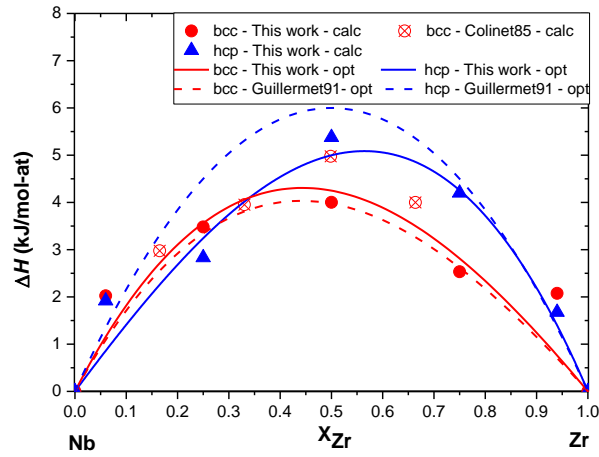 8
bcc - This work - calc
bcc - Colinet85 - calc
hcp - This work - calc
bcc - This work - opt
hcp - This work - opt
bcc - Guillermet91- opt
hcp - Guillermet91 - opt
7
6
5
4
3
2
1
0
ΔH (kJ/mol-at)
0.0 0.1 0.2 0.3 0.4 0.5 0.6 0.7 0.8 0.9 1.0
Nb XZr Zr